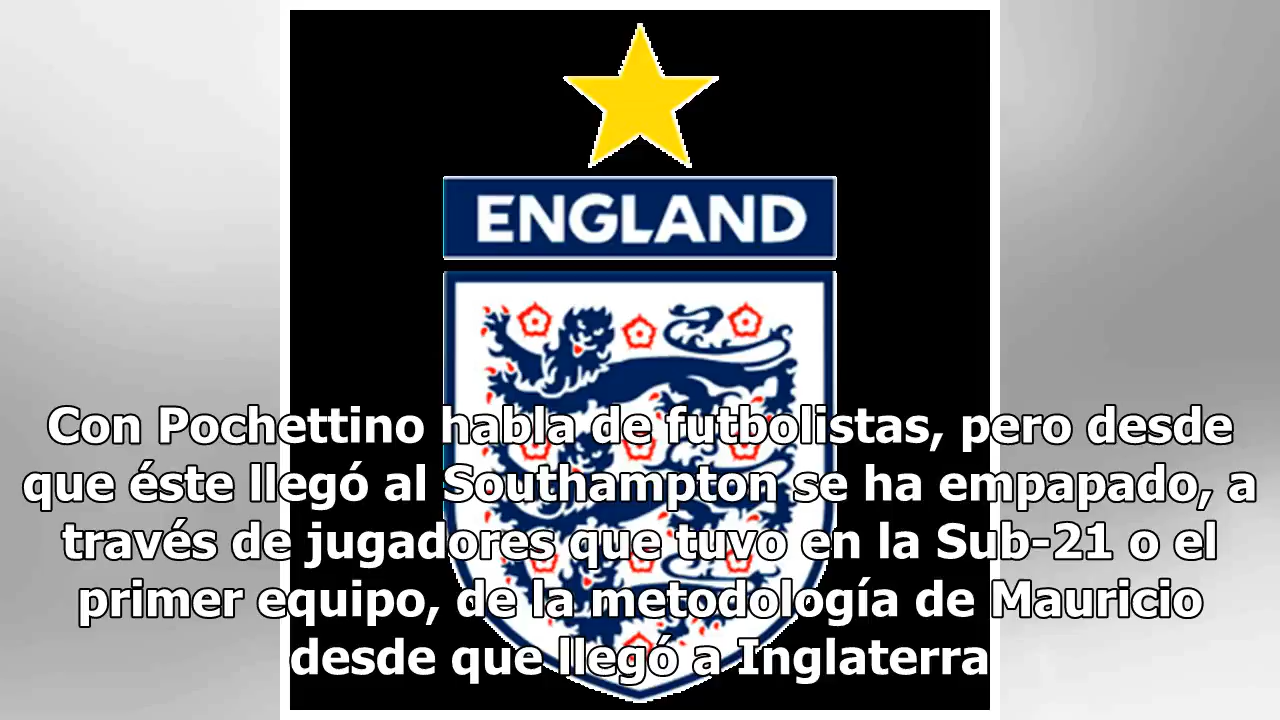 ENGLAND
Con Pochettino habla de futbolistas, pero desde
que éste llegó al Southampton se ha empapado, a
través de jugadores que tuvo en la Sub-21 o el
primer equipo, de la metodología de Mauricio
desde que llegó a Inglaterra